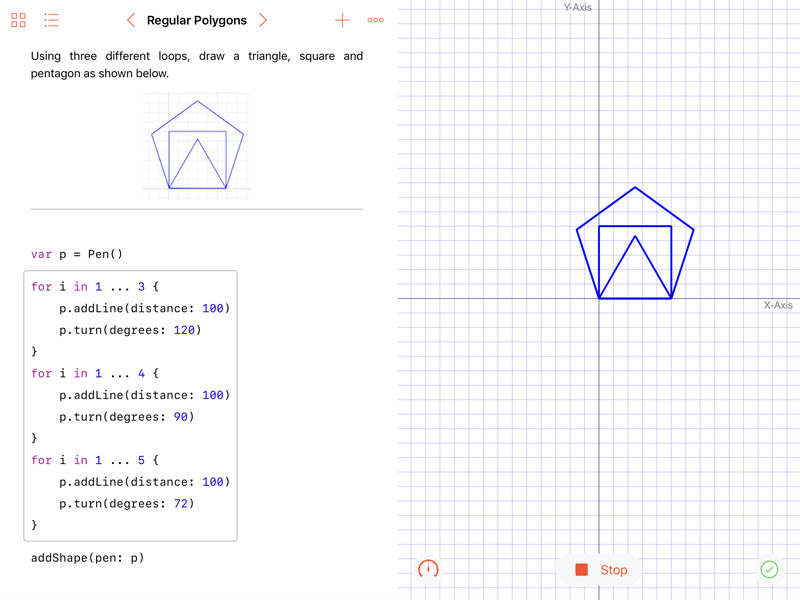 Regular Polygons
Using three different loops, draw a triangle, square and
pentagon as shown below.
var p = Pen()
for i in 1 ... 3 {
    p.addLine(distance: 100)
    p.turn(degrees: 120)
}
for i in 1 ... 4 {
    p.addLine(distance: 100)
    p.turn(degrees: 90)
}
for i in 1 ... 5 {
    p.addLine(distance: 100)
    p.turn(degrees: 72)
}
addShape(pen: p)
Y-Axis
X-Axis
Stop